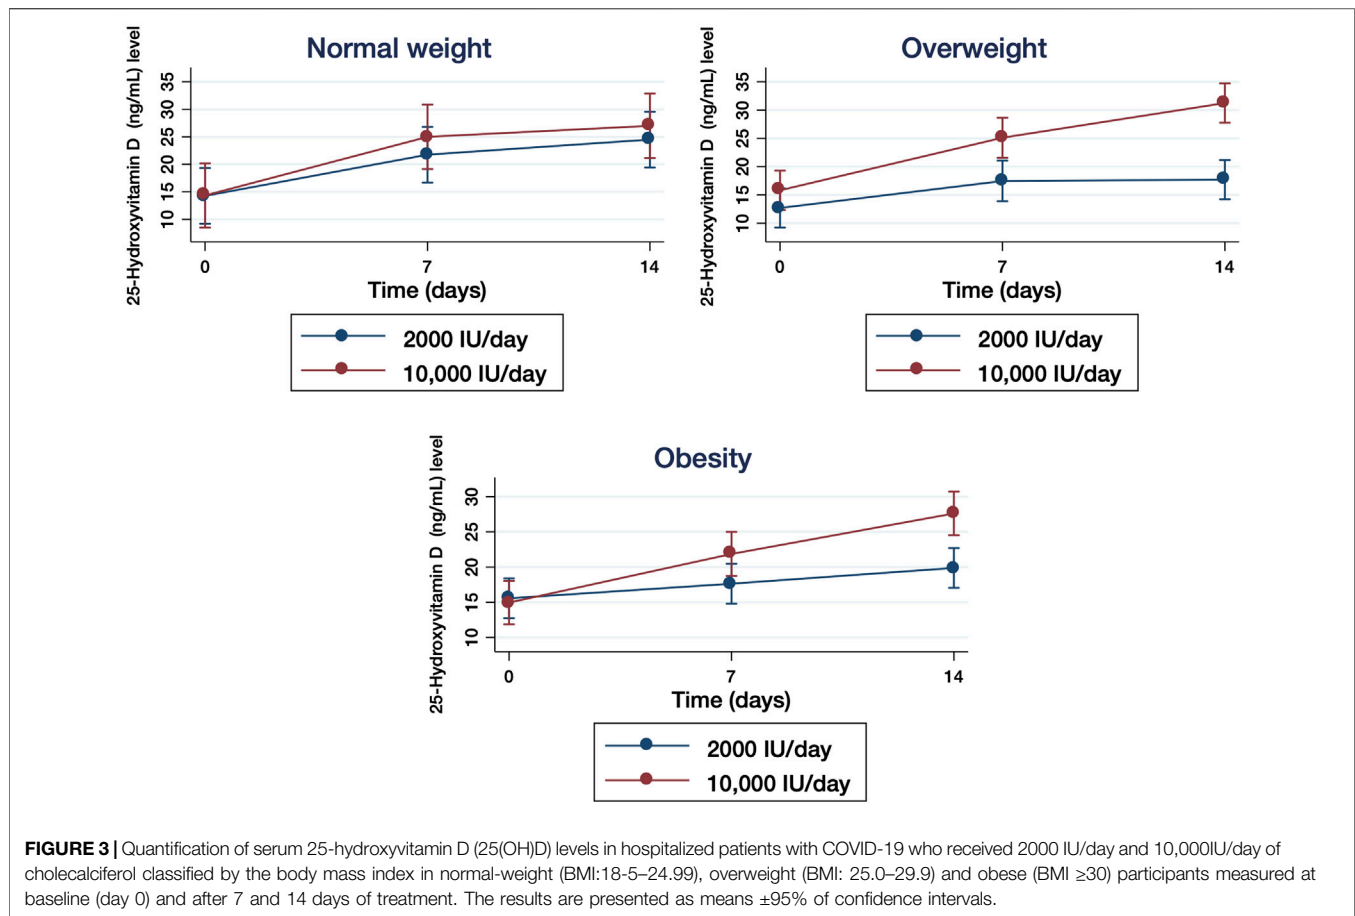 Normal weight
25-Hydroxyvitamin D (ng/mL) level
35
30
25
20
15
10
0 7 14
Time (days)
2000 IU/day
10,000 IU/day
Overweight
25-Hydroxyvitamin D (ng/mL) level
35
30
25
20
15
10
0 7 14
Time (days)
2000 IU/day
10,000 IU/day
Obesity
25-Hydroxyvitamin D (ng/mL) level
30
25
20
15
10
0 7 14
Time (days)
2000 IU/day
10,000 IU/day
FIGURE 3 | Quantification of serum 25-hydroxyvitamin D (25(OH)D) levels in hospitalized patients with COVID-19 who received 2000 IU/day and 10,000IU/day of
cholecalciferol classified by the body mass index in normal-weight (BMI:18-5–24.99), overweight (BMI: 25.0–29.9) and obese (BMI ≥30) participants measured at
baseline (day 0) and after 7 and 14 days of treatment. The results are presented as means ±95% of confidence intervals.